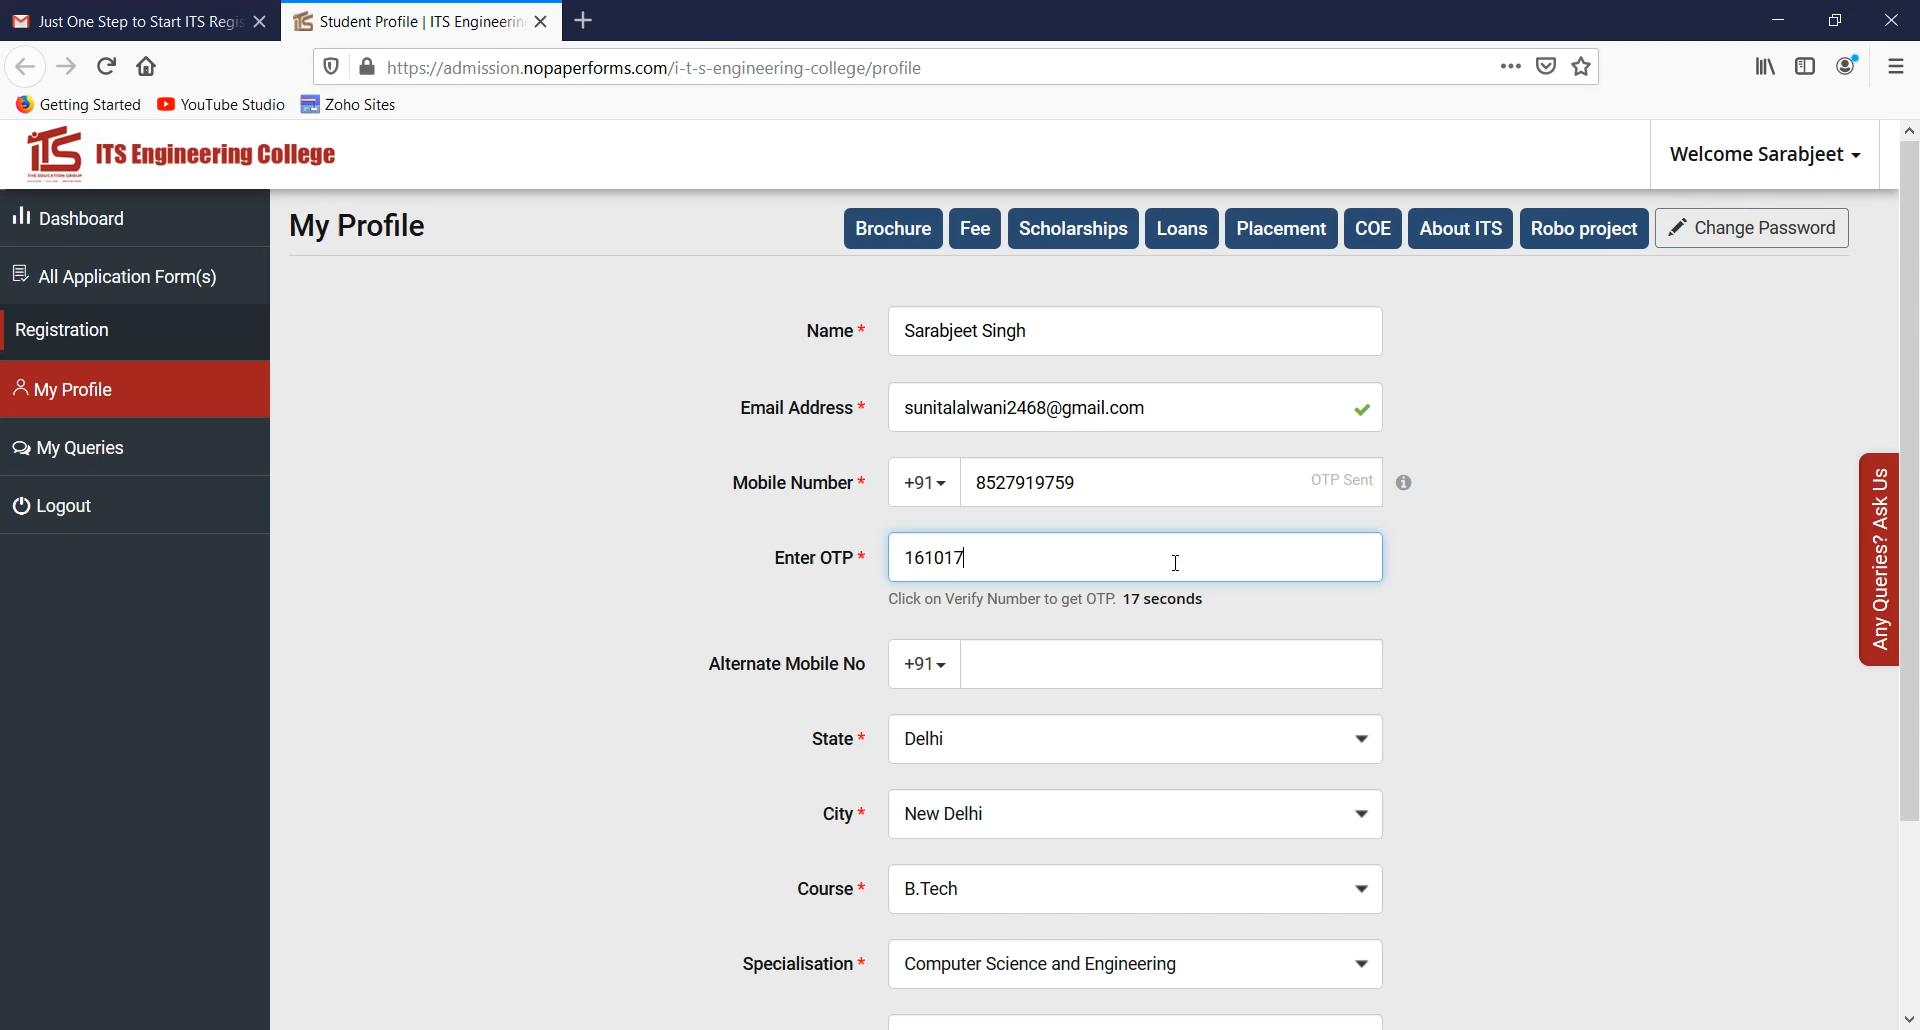 Just One Step to Start ITS Regis
Student Profile | ITS Engineerin
https://admission.nopaperforms.com/i-t-s-engineering-college/profile
Getting Started
YouTube Studio
Zoho Sites
ITS
ITS Engineering College
Welcome Sarabjeet
Dashboard
All Application Form(s)
Registration
My Profile
My Queries
Logout
My Profile
Brochure
Fee
Scholarships
Loans
Placement
COE
About ITS
Robo project
Change Password
Name *
Sarabjeet Singh
Email Address *
sunitalalwani2468@gmail.com
Mobile Number *
+91
8527919759
OTP Sent
Enter OTP *
161017
Click on Verify Number to get OTP. 17 seconds
Alternate Mobile No
+91
State *
Delhi
City *
New Delhi
Course *
B.Tech
Specialisation *
Computer Science and Engineering
Any Queries? Ask Us